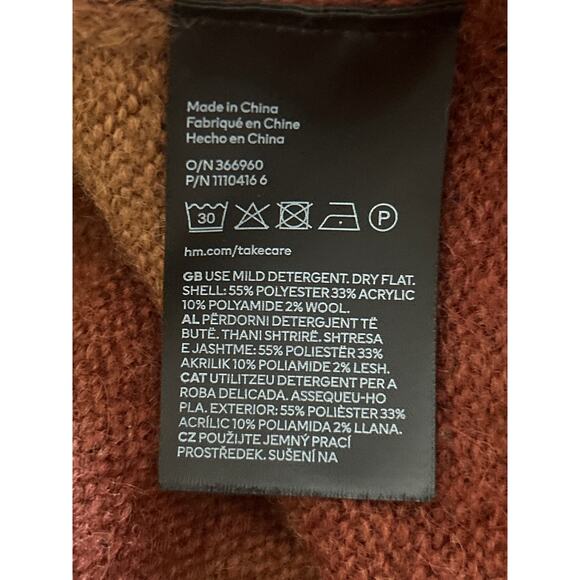 Made in China
Fabriqué en Chine
Hecho en China
O/N 366960
P/N 1110416 6
30
P
hm.com/takecare
GB USE MILD DETERGENT. DRY FLAT.
SHELL: 55% POLYESTER 33% ACRYLIC
10% POLYAMIDE 2% WOOL.
AL PËRDORNI DETERGJENT TË
BUTË. THANI SHTRIRË. SHTRESA
E JASHTME: 55% POLIESTËR 33%
AKRILIK 10% POLIAMIDE 2% LESH.
CAT UTILITZEU DETERGENT PER A
ROBA DELICADA. ASSEQUEU-HO
PLA. EXTERIOR: 55% POLIÈSTER 33%
ACRÍLIC 10% POLIAMIDA 2% LLANA.
CZ POUŽIJTE JEMNÝ PRACÍ
PROSTŘEDEK. SUŠENÍ NA